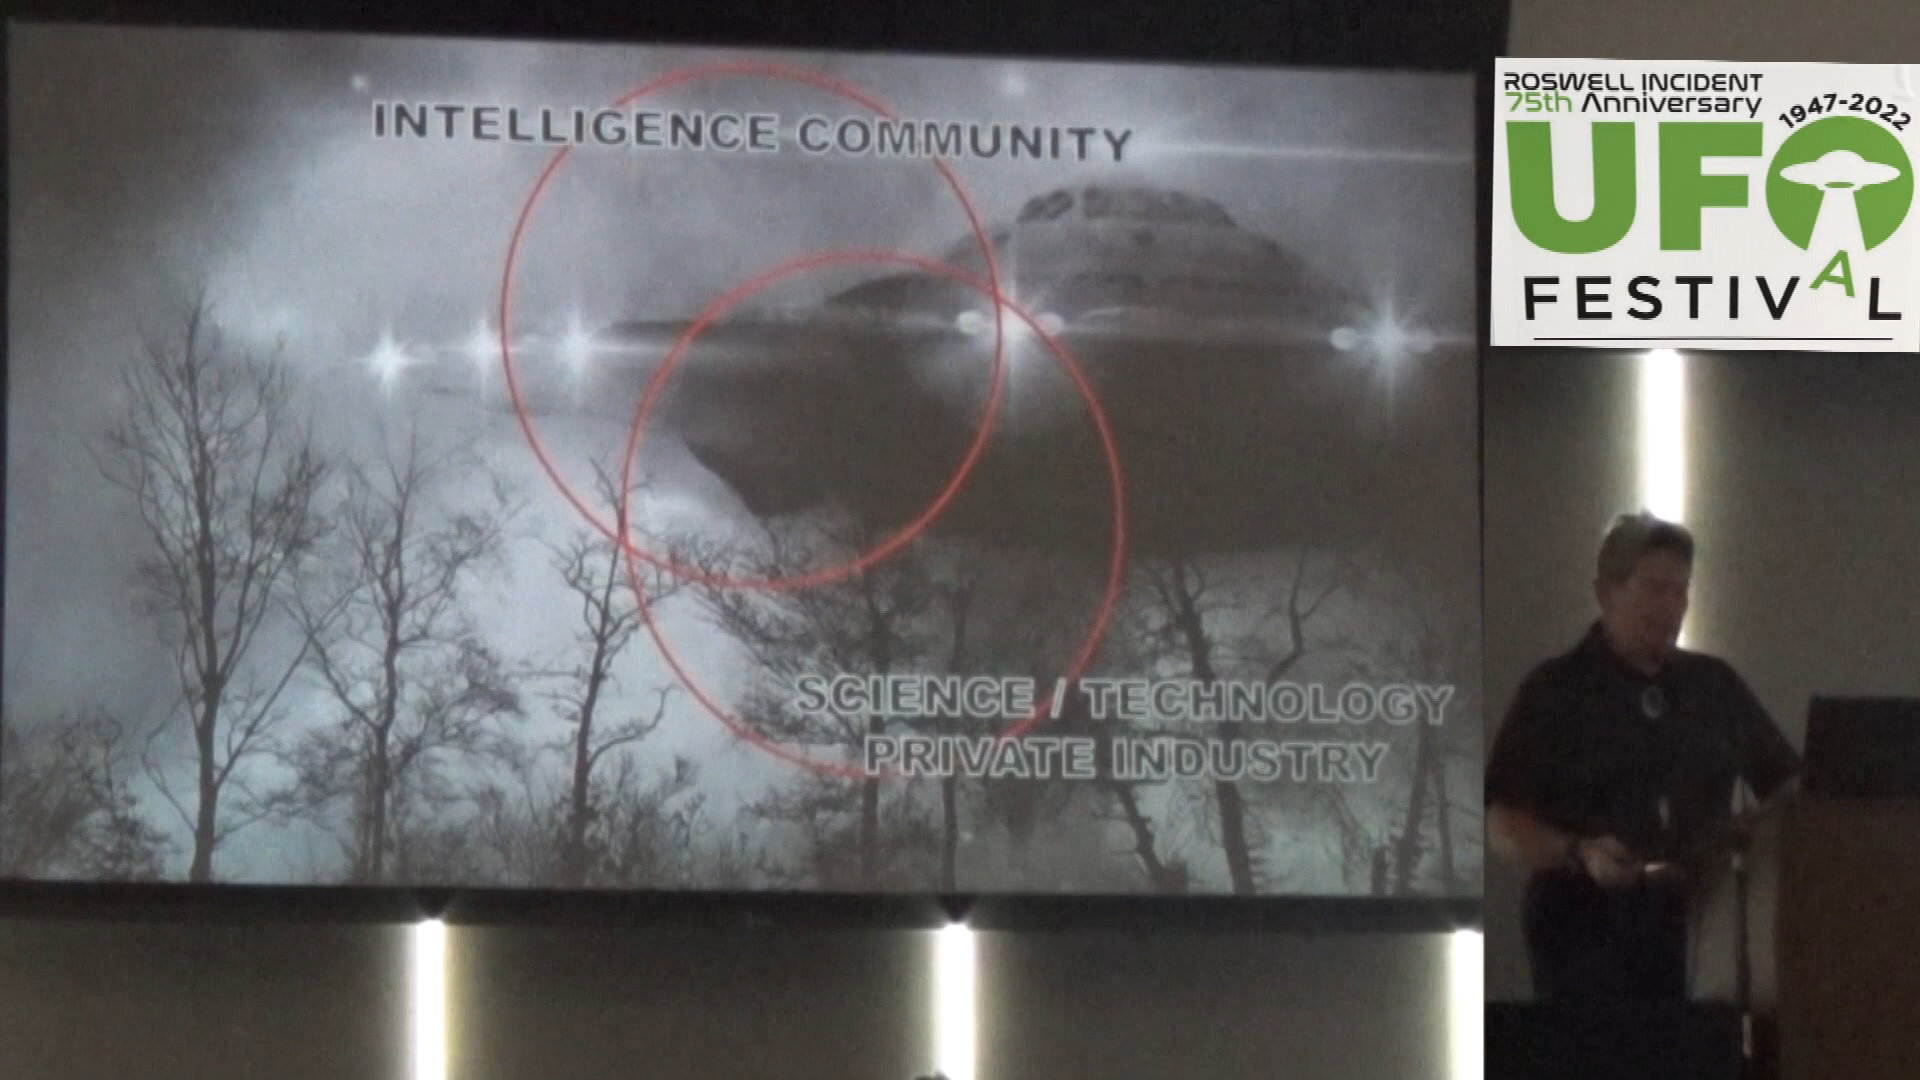 INTELLIGENCE COMMUNITY
SCIENCE / TECHNOLOGY
PRIVATE INDUSTRY
ROSWELL INCIDENT
75th Anniversary
1947-2022
UFO
FESTIVAL